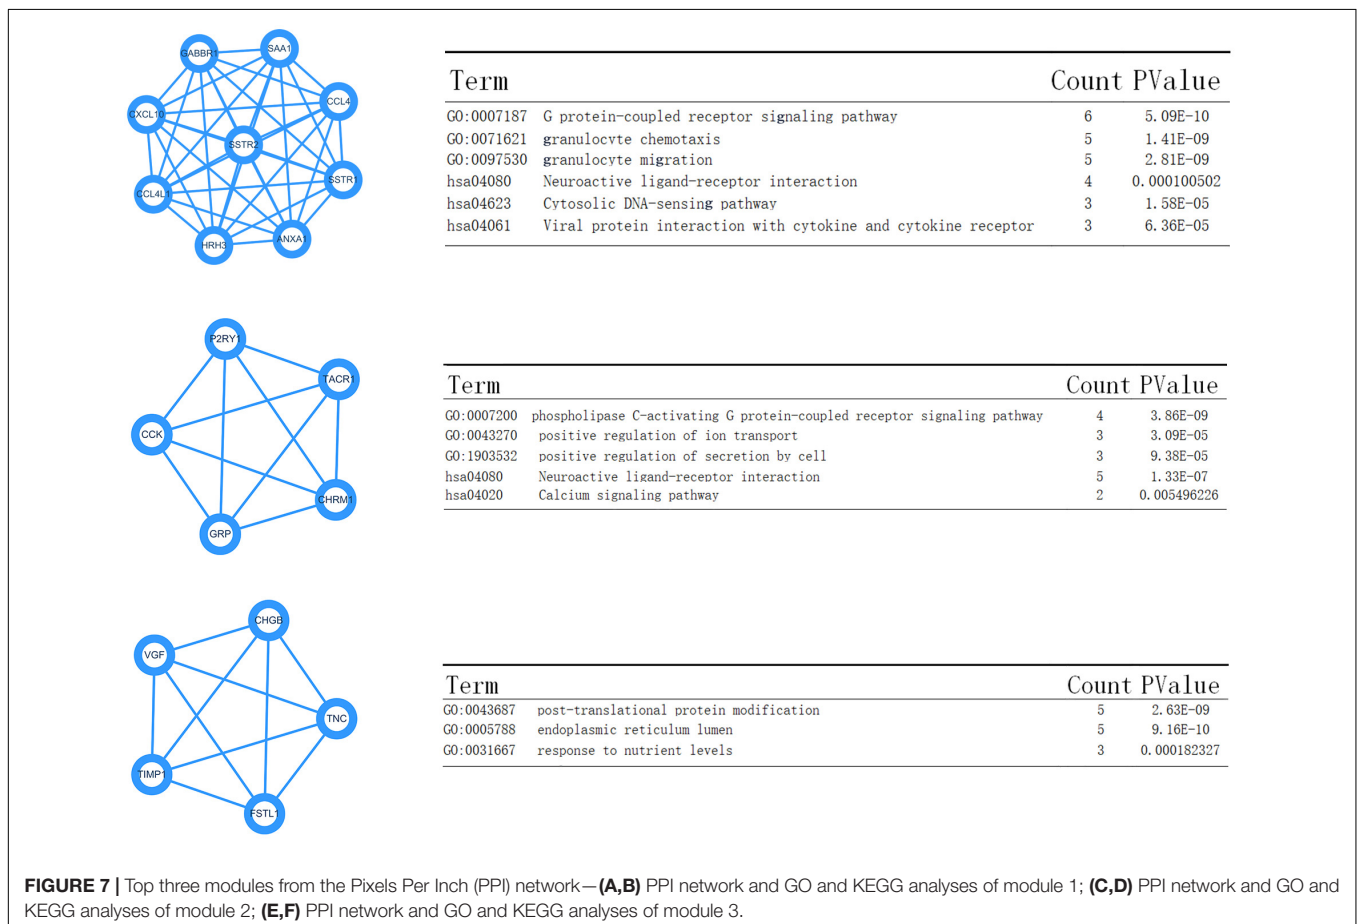 GABBR1
SAA1
CXCL10
CCL4
SSTR2
CCL4L1
SSTR1
HRH3
ANXA1
Term Count PValue
GO:0007187 G protein-coupled receptor signaling pathway 6 5.09E-10
GO:0071621 granulocyte chemotaxis 5 1.41E-09
GO:0097530 granulocyte migration 5 2.81E-09
hsa04080 Neuroactive ligand-receptor interaction 4 0.000100502
hsa04623 Cytosolic DNA-sensing pathway 3 1.58E-05
hsa04061 Viral protein interaction with cytokine and cytokine receptor 3 6.36E-05
P2RY1
TACR1
CCK
CHRM1
GRP
Term Count PValue
GO:0007200 phospholipase C-activating G protein-coupled receptor signaling pathway 4 3.86E-09
GO:0043270 positive regulation of ion transport 3 3.09E-05
GO:1903532 positive regulation of secretion by cell 3 9.38E-05
hsa04080 Neuroactive ligand-receptor interaction 5 1.33E-07
hsa04020 Calcium signaling pathway 2 0.005496226
CHGB
VGF
TNC
TIMP1
FSTL1
Term Count PValue
GO:0043687 post-translational protein modification 5 2.63E-09
GO:0005788 endoplasmic reticulum lumen 5 9.16E-10
GO:0031667 response to nutrient levels 3 0.000182327
FIGURE 7 | Top three modules from the Pixels Per Inch (PPI) network—(A,B) PPI network and GO and KEGG analyses of module 1; (C,D) PPI network and GO and
KEGG analyses of module 2; (E,F) PPI network and GO and KEGG analyses of module 3.